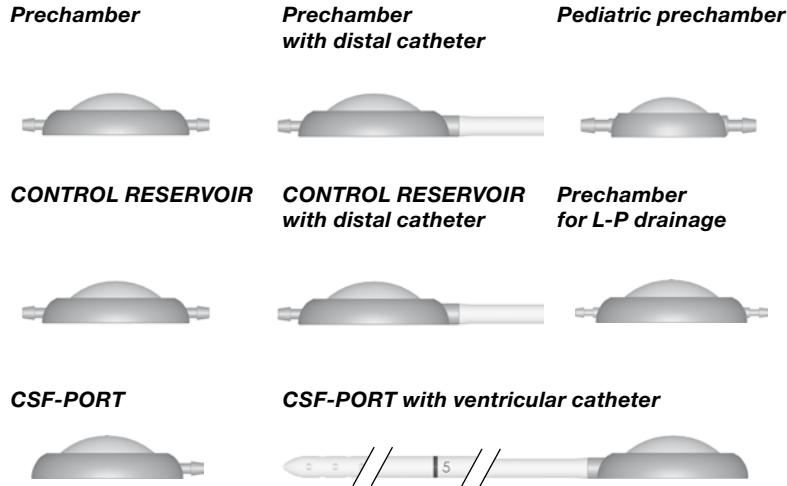 Prechamber
Prechamber
with distal catheter
Pediatric prechamber
CONTROL RESERVOIR
CONTROL RESERVOIR
with distal catheter
Prechamber
for L-P drainage
CSF-PORT
CSF-PORT with ventricular catheter
5